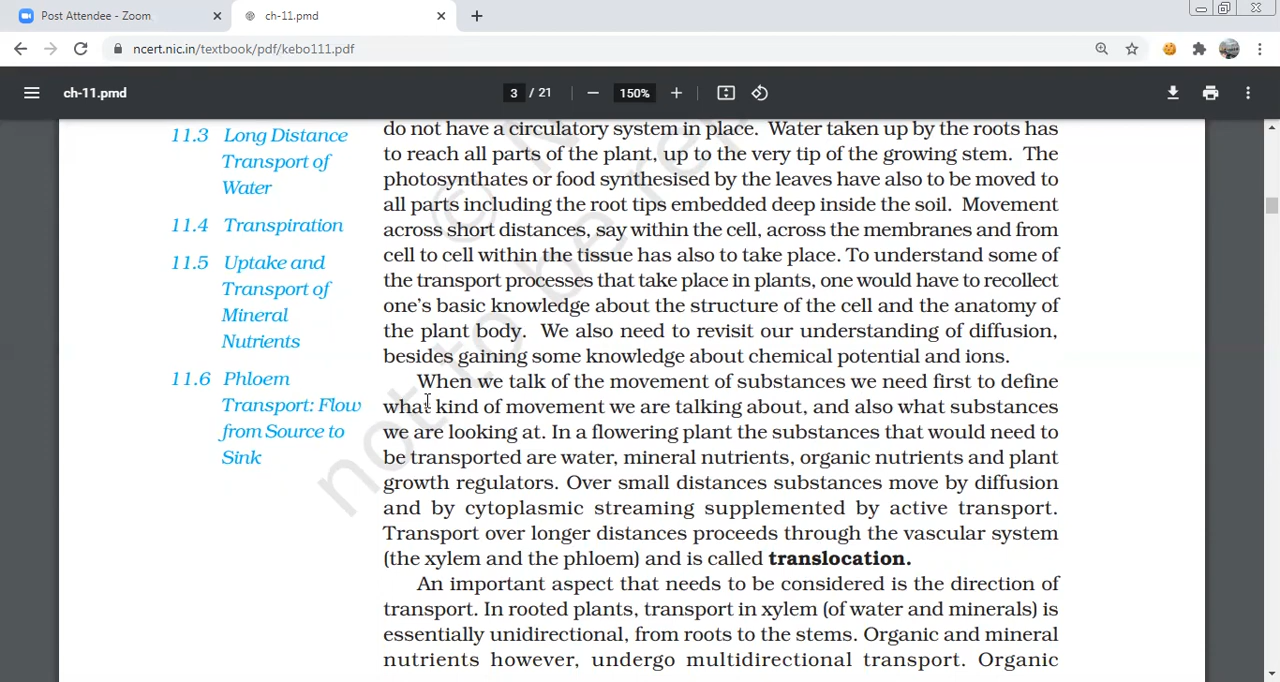 Post Attendee - Zoom
ch-11.pmd
ncert.nic.in/textbook/pdf/kebo111.pdf
ch-11.pmd
3 / 21
150%
11.3 Long Distance
Transport of
Water
11.4 Transpiration
11.5 Uptake and
Transport of
Mineral
Nutrients
11.6 Phloem
Transport: Flow
from Source to
Sink
do not have a circulatory system in place. Water taken up by the roots has
to reach all parts of the plant, up to the very tip of the growing stem. The
photosynthates or food synthesised by the leaves have also to be moved to
all parts including the root tips embedded deep inside the soil. Movement
across short distances, say within the cell, across the membranes and from
cell to cell within the tissue has also to take place. To understand some of
the transport processes that take place in plants, one would have to recollect
one's basic knowledge about the structure of the cell and the anatomy of
the plant body. We also need to revisit our understanding of diffusion,
besides gaining some knowledge about chemical potential and ions.
When we talk of the movement of substances we need first to define
what kind of movement we are talking about, and also what substances
we are looking at. In a flowering plant the substances that would need to
be transported are water, mineral nutrients, organic nutrients and plant
growth regulators. Over small distances substances move by diffusion
and by cytoplasmic streaming supplemented by active transport.
Transport over longer distances proceeds through the vascular system
(the xylem and the phloem) and is called translocation.
An important aspect that needs to be considered is the direction of
transport. In rooted plants, transport in xylem (of water and minerals) is
essentially unidirectional, from roots to the stems. Organic and mineral
nutrients however, undergo multidirectional transport. Organic
©
not to be